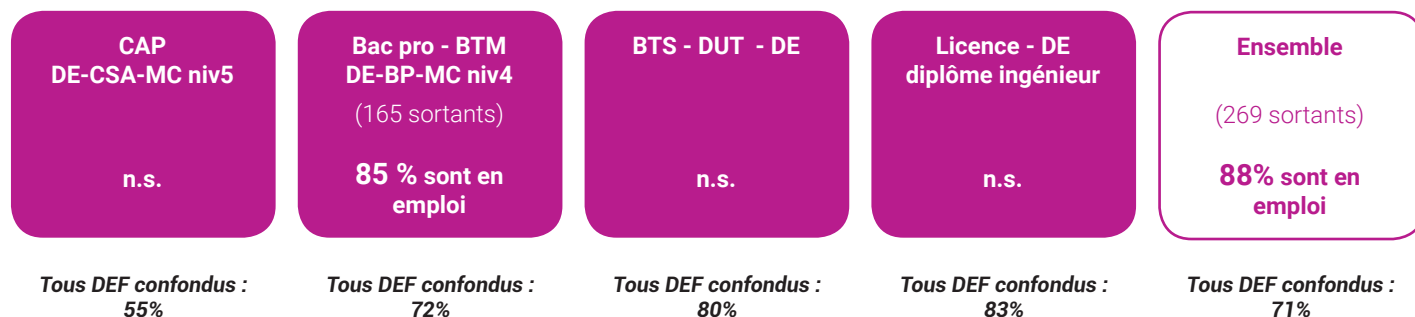 CAP
DE-CSA-MC niv5
n.s.
Tous DEF confondus :
55%
Bac pro - BTM
DE-BP-MC niv4
(165 sortants)
85 % sont en
emploi
Tous DEF confondus :
72%
BTS - DUT - DE
n.s.
Tous DEF confondus :
80%
Licence - DE
diplôme ingénieur
n.s.
Tous DEF confondus :
83%
Ensemble
(269 sortants)
88% sont en
emploi
Tous DEF confondus :
71%